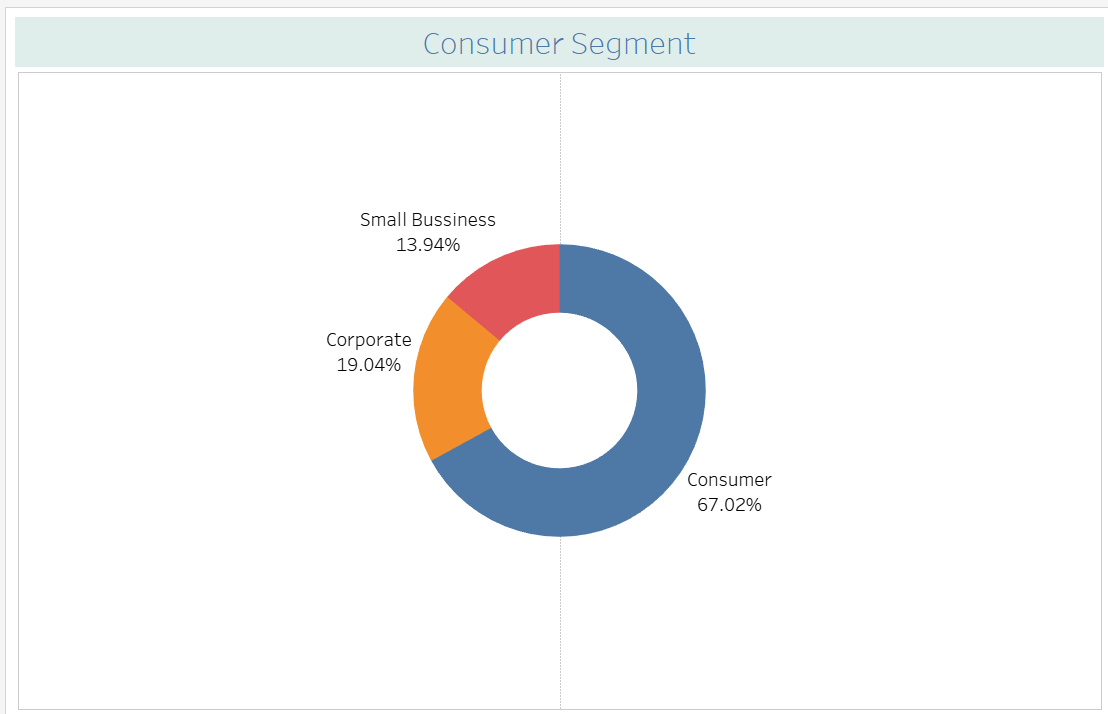 Consumer Segment
Small Bussiness
13.94%
Corporate
19.04%
Consumer
67.02%